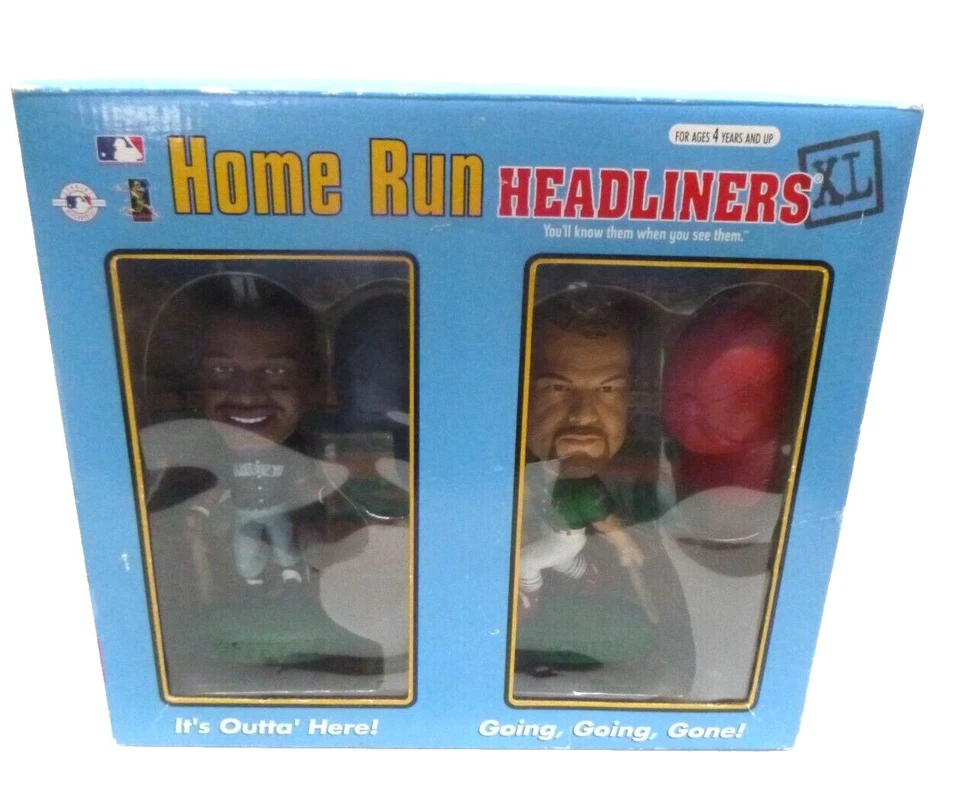 FOR AGES 4 YEARS AND UP
Home Run HEADLINERS® XL
You'll know them when you see them.™
It's Outta' Here!
Going, Going, Gone!